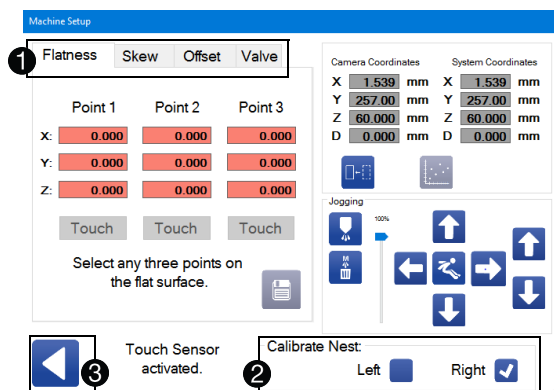 Machine Setup
1
Flatness Skew Offset Valve
Point 1 Point 2 Point 3
X: 0.000 0.000 0.000
Y: 0.000 0.000 0.000
Z: 0.000 0.000 0.000
Touch Touch Touch
Select any three points on
the flat surface.
Camera Coordinates System Coordinates
X 1.539 mm X 1.539 mm
Y 257.00 mm Y 257.00 mm
Z 60.000 mm Z 60.000 mm
D 0.000 mm D 0.000 mm
Jogging
100%
M
3
Touch Sensor
activated.
2
Calibrate Nest:
Left Right